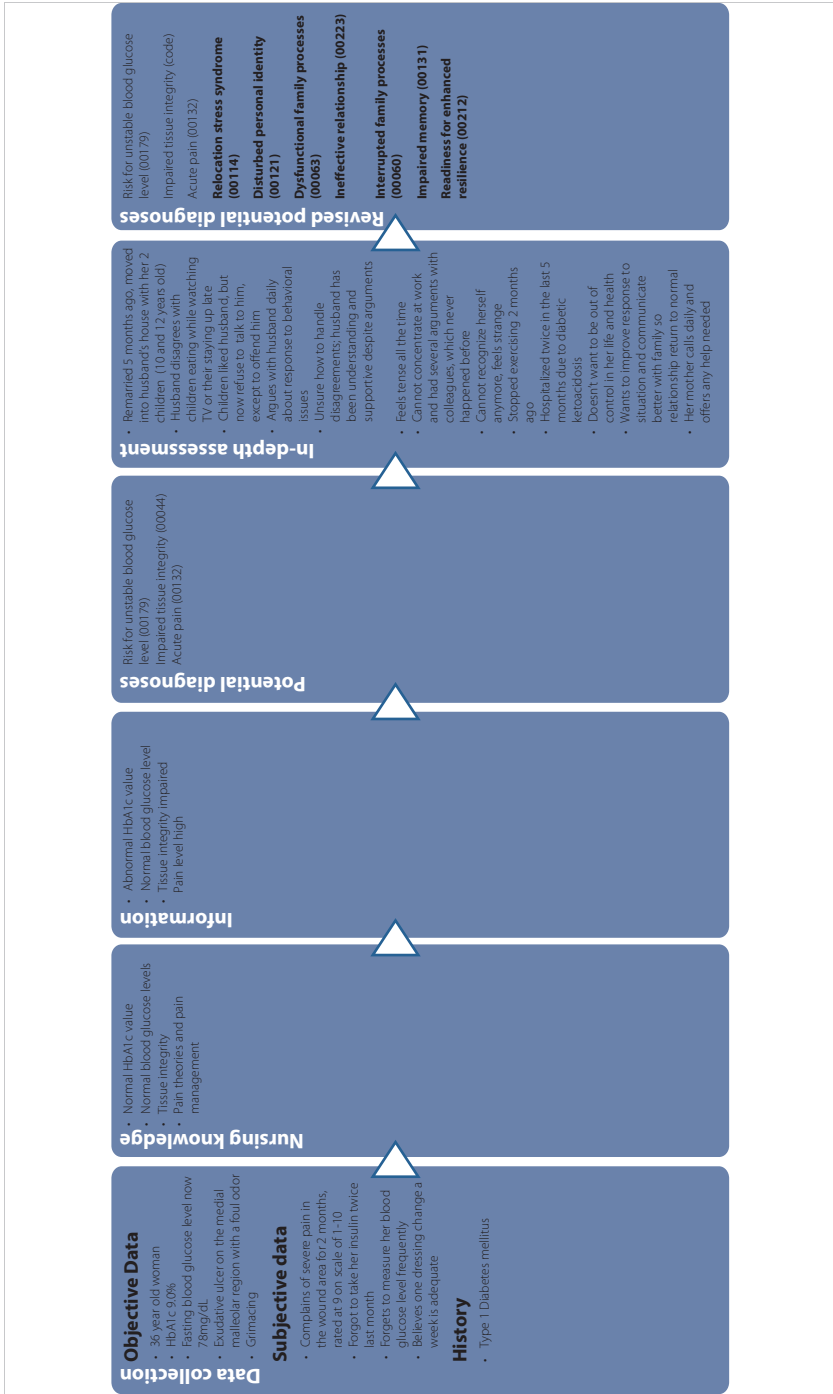 Data collection
Objective Data
• 36 year old woman
• HbA1c 9.0%
• Fasting blood glucose level now
78mg/dL
• Exudative ulcer on the medial
malleolar region with a foul odor
• Grimacing
Subjective data
• Complains of severe pain in
the wound area for 2 months,
rated at 9 on scale of 1-10
• Forgot to take her insulin twice
last month
• Forgets to measure her blood
glucose level frequently
• Believes one dressing change a
week is adequate
History
• Type 1 Diabetes mellitus
Nursing knowledge
• Normal HbA1c value
• Normal blood glucose levels
• Tissue integrity
• Pain theories and pain
management
Information
• Abnormal HbA1c value
• Normal blood glucose level
• Tissue integrity impaired
Pain level high
Potential diagnoses
Risk for unstable blood glucose
level (00179)
Impaired tissue integrity (00044)
Acute pain (00132)
In-depth assessment
• Remarried 5 months ago, moved
into husband's house with her 2
children (10 and 12 years old)
• Husband disagrees with
children eating while watching
TV or their staying up late
• Children liked husband, but
now refuse to talk to him,
except to offend him
• Argues with husband daily
about response to behavioral
issues
• Unsure how to handle
disagreements; husband has
been understanding and
supportive despite arguments
• Feels tense all the time
• Cannot concentrate at work
and had several arguments with
colleagues, which never
happened before
• Cannot recognize herself
anymore, feels strange
• Stopped exercising 2 months
ago
• Hospitalized twice in the last 5
months due to diabetic
ketoacidosis
• Doesn't want to be out of
control in her life and health
• Wants to improve response to
situation and communicate
better with family so
relationship return to normal
• Her mother calls daily and
offers any help needed
Revised potential diagnoses
Risk for unstable blood glucose
level (00179)
Impaired tissue integrity (code)
Acute pain (00132)
Relocation stress syndrome
(00114)
Disturbed personal identity
(00121)
Dysfunctional family processes
(00063)
Ineffective relationship (00223)
Interrupted family processes
(00060)
Impaired memory (00131)
Readiness for enhanced
resilience (00212)